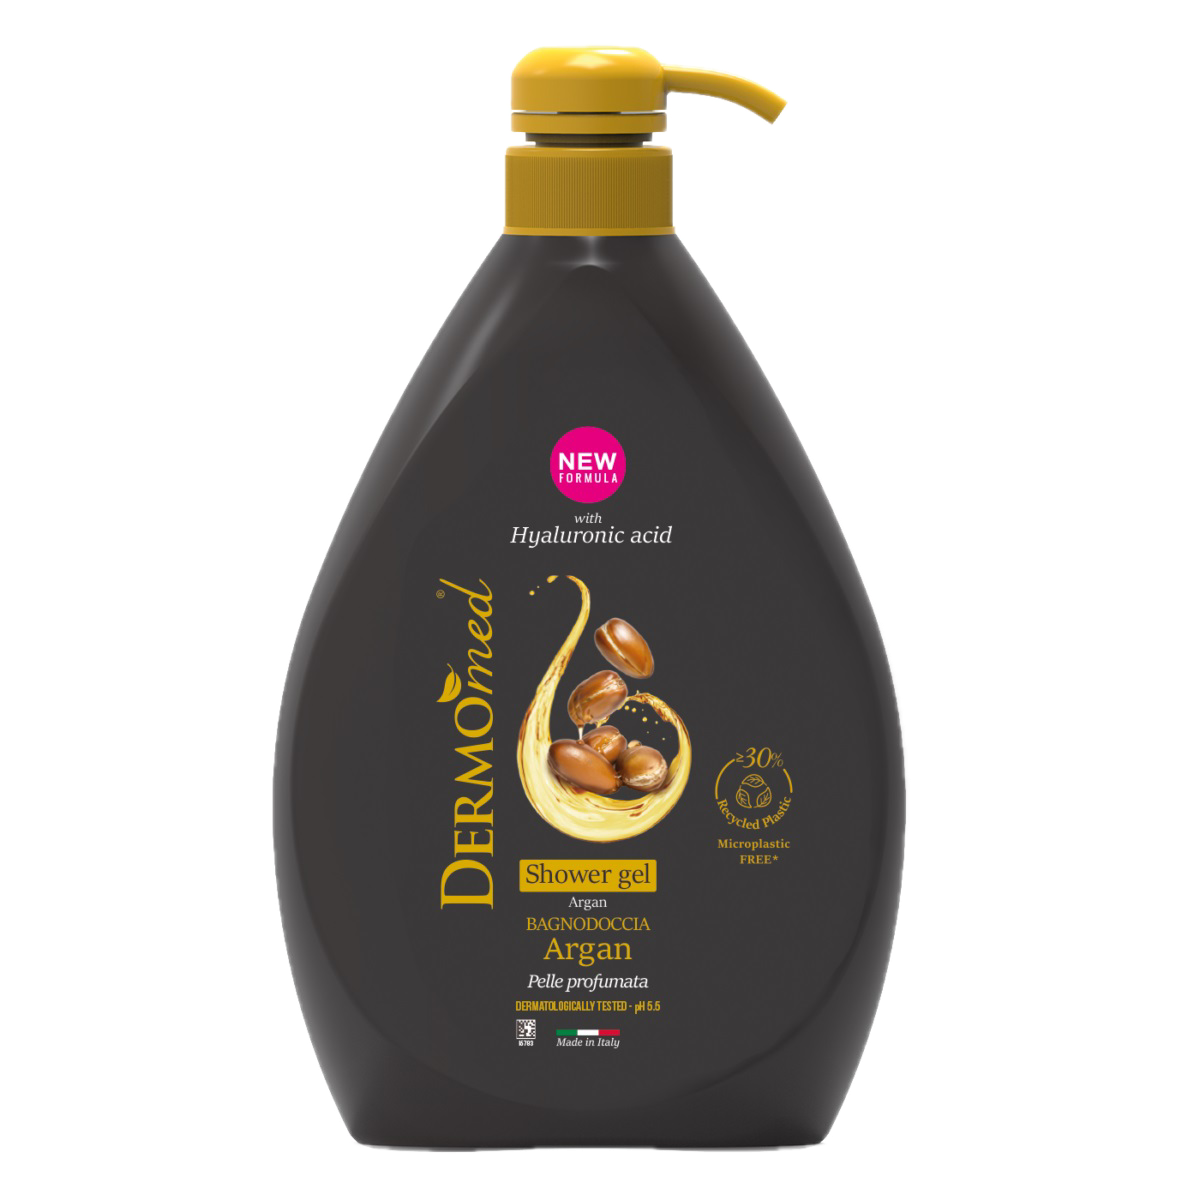 NEW
FORMULA
with
Hyaluronic acid
DERMOmed®
≥30%
Recycled Plastic
Microplastic
FREE*
Shower gel
Argan
BAGNODOCCIA
Argan
Pelle profumata
DERMATOLOGICALLY TESTED - pH 5.5
Made in Italy